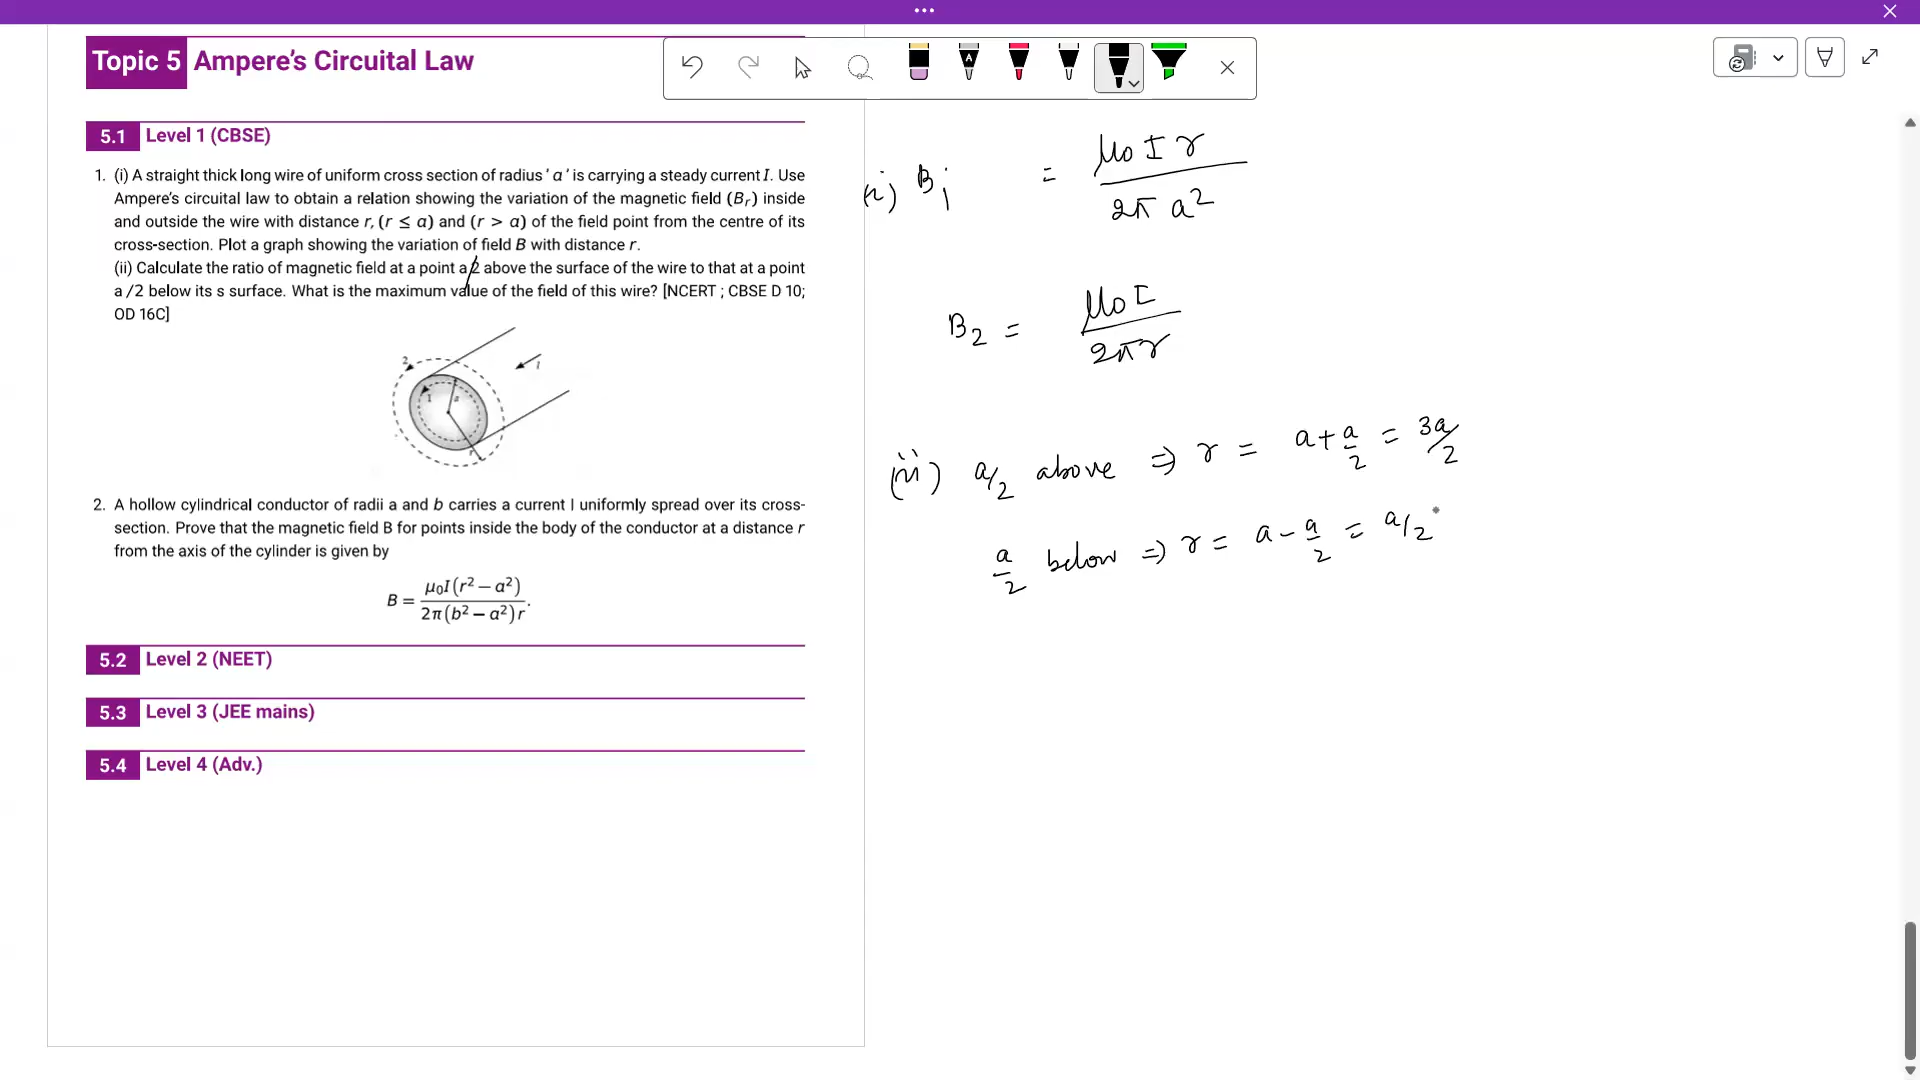 Topic 5 Ampere's Circuital Law
5.1 Level 1 (CBSE)
1. (i) A straight thick long wire of uniform cross section of radius ' a ' is carrying a steady current I. Use
Ampere's circuital law to obtain a relation showing the variation of the magnetic field (B_r) inside
and outside the wire with distance r, (r ≤ a) and (r > a) of the field point from the centre of its
cross-section. Plot a graph showing the variation of field B with distance r.
(ii) Calculate the ratio of magnetic field at a point a/2 above the surface of the wire to that at a point
a /2 below its s surface. What is the maximum value of the field of this wire? [NCERT ; CBSE D 10;
OD 16C]
2 I
1 a
r
2. A hollow cylindrical conductor of radii a and b carries a current I uniformly spread over its cross-
section. Prove that the magnetic field B for points inside the body of the conductor at a distance r
from the axis of the cylinder is given by
B = μ₀I(r² − a²) / 2π(b² − a²)r.
5.2 Level 2 (NEET)
5.3 Level 3 (JEE mains)
5.4 Level 4 (Adv.)
(i) B₁ = μ₀ I r / 2π a²
B₂ = μ₀ I / 2π r
(ii) a/2 above ⇒ r = a + a/2 = 3a/2
a/2 below ⇒ r = a − a/2 = a/2